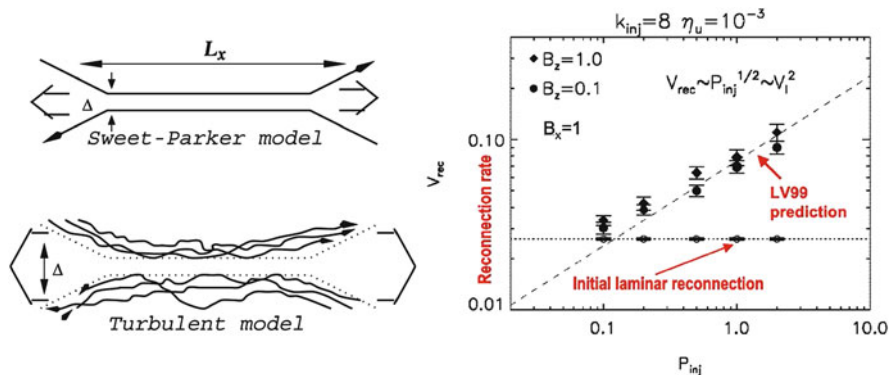 Lₓ
Δ
Sweet-Parker model
Δ
Turbulent model
k_inj=8 η_u=10⁻³
B_z=1.0
B_z=0.1
B_x=1
V_rec~P_inj^1/2~V_l^2
LV99
prediction
Initial laminar reconnection
Reconnection rate
V_rec
0.10
0.01
0.1
1.0
10.0
P_inj